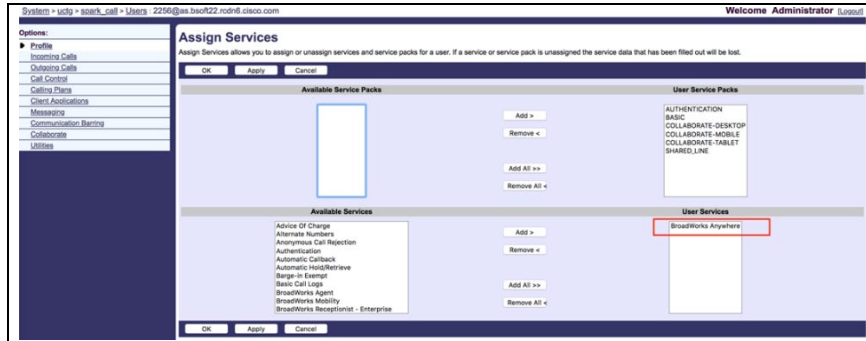 System > uctg > spark_call > Users : 2256@as.bsoft22.rcdn6.cisco.com
Welcome Administrator [Logout]
Options:
Profile
Incoming Calls
Outgoing Calls
Call Control
Calling Plans
Client Applications
Messaging
Communication Barring
Collaborate
Utilities
Assign Services
Assign Services allows you to assign or unassign services and service packs for a user. If a service or service pack is unassigned the service data that has been filled out will be lost.
OK Apply Cancel
Available Service Packs
User Service Packs
Add >
Remove <
Add All >>
Remove All <
AUTHENTICATION
BASIC
COLLABORATE-DESKTOP
COLLABORATE-MOBILE
COLLABORATE-TABLET
SHARED_LINE
Available Services
User Services
Advice Of Charge
Alternate Numbers
Anonymous Call Rejection
Authentication
Automatic Callback
Automatic Hold/Retrieve
Barge-in Exempt
Basic Call Logs
BroadWorks Agent
BroadWorks Mobility
BroadWorks Receptionist - Enterprise
Add >
Remove <
Add All >>
Remove All <
BroadWorks Anywhere
OK Apply Cancel